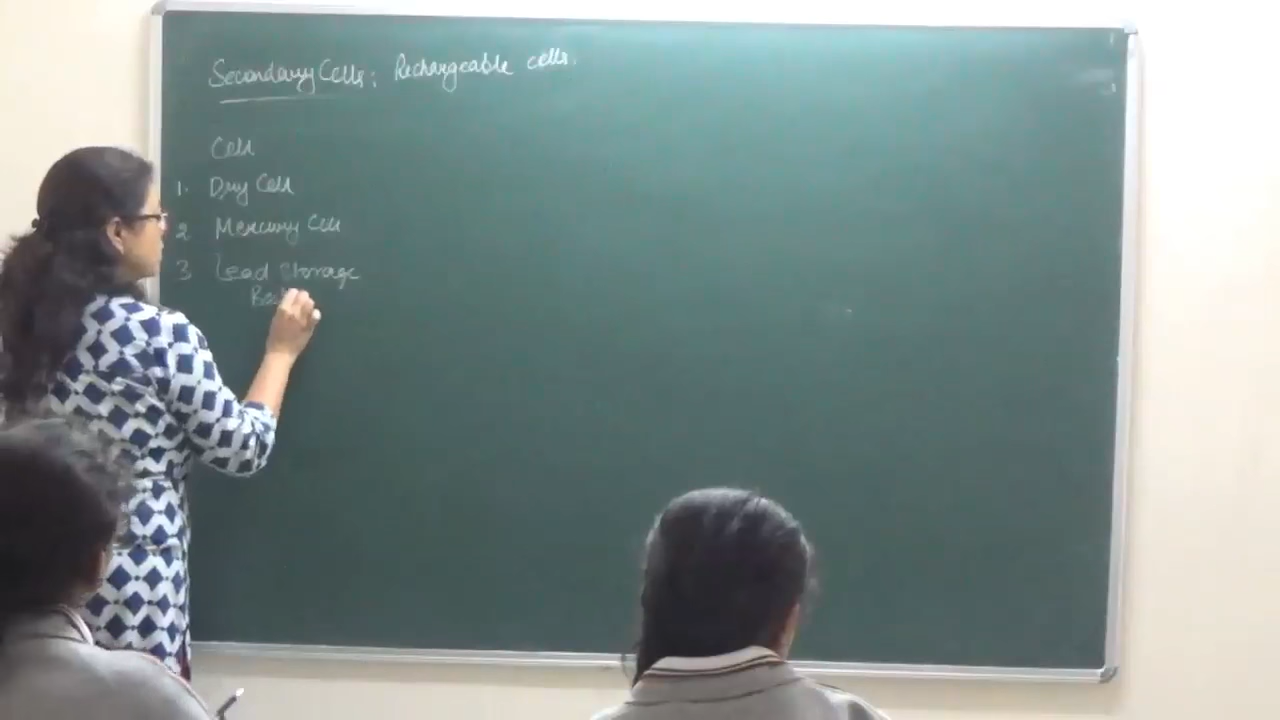 Secondary Cells: Rechargeable cells.
Cell
1. Dry Cell
2 Mercury Cell
3 Lead Storage